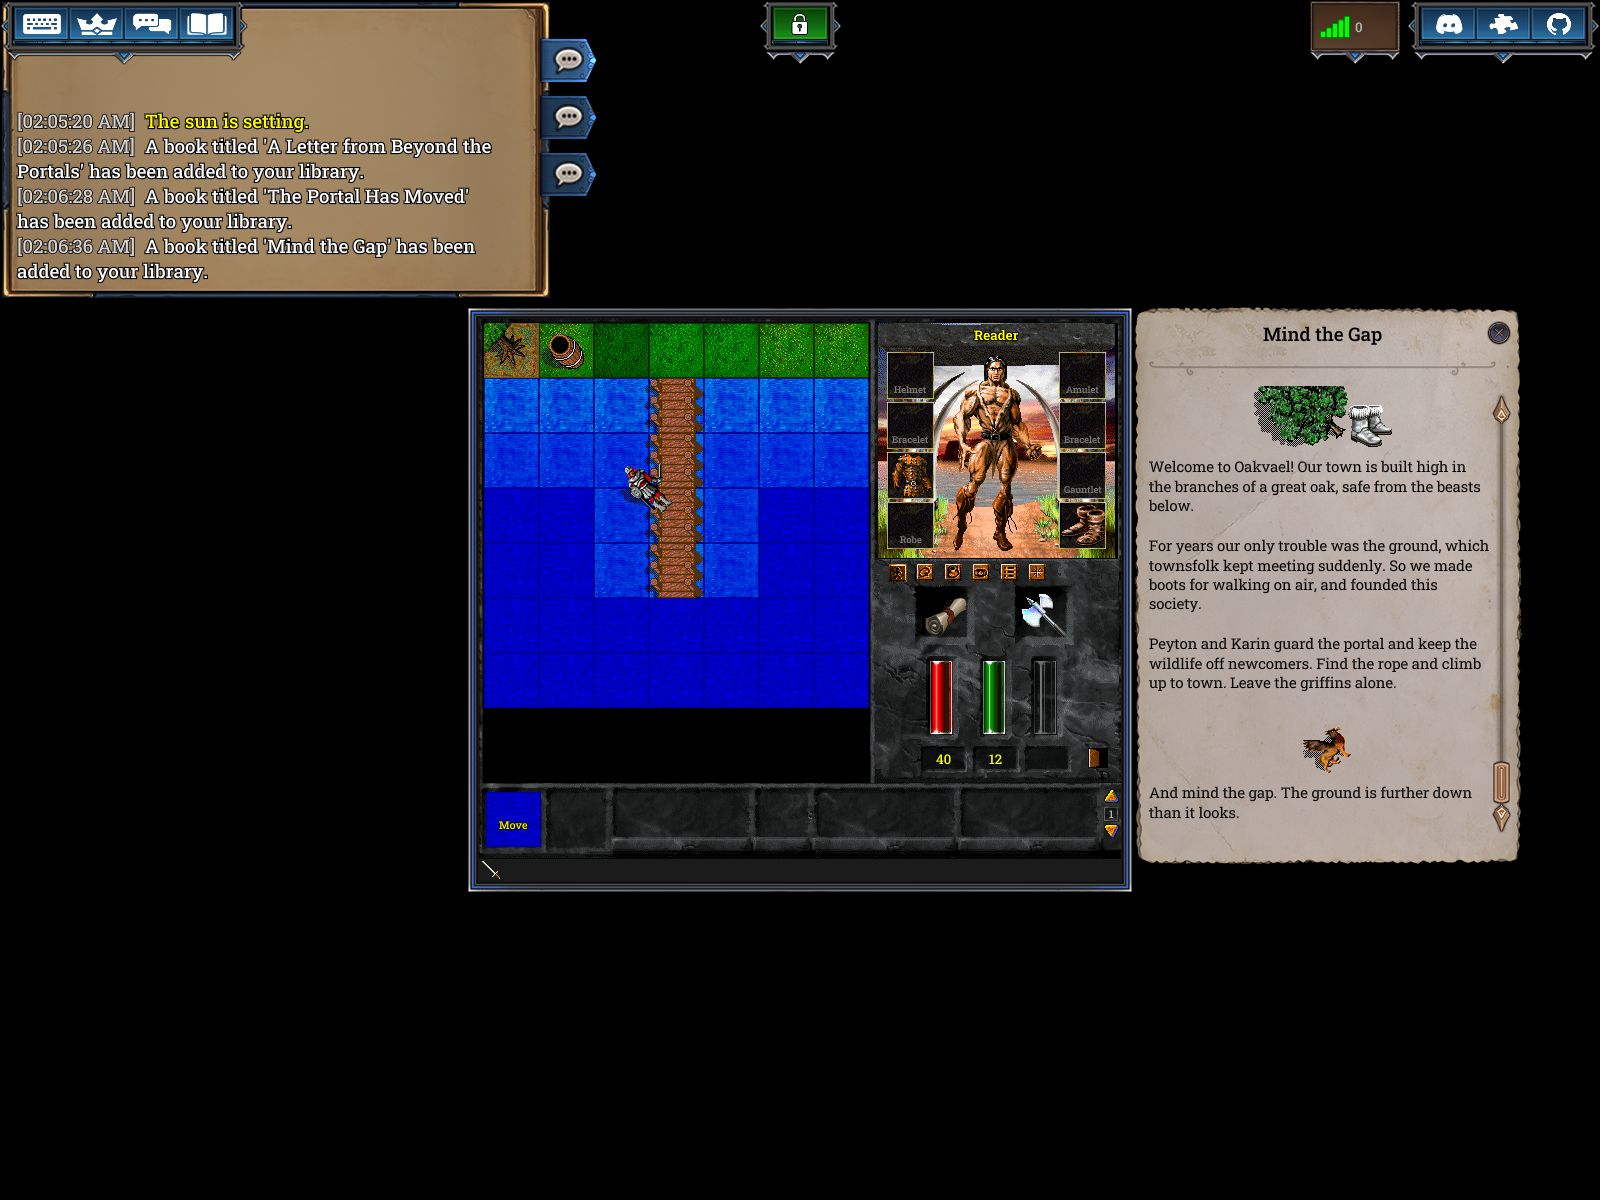 0
[02:05:20 AM] The sun is setting.
[02:05:26 AM] A book titled 'A Letter from Beyond the
Portals' has been added to your library.
[02:06:28 AM] A book titled 'The Portal Has Moved'
has been added to your library.
[02:06:36 AM] A book titled 'Mind the Gap' has been
added to your library.
Reader
Helmet
Amulet
Bracelet
Bracelet
Gauntlet
Robe
40
12
Move
1
Mind the Gap
Welcome to Oakvael! Our town is built high in
the branches of a great oak, safe from the beasts
below.
For years our only trouble was the ground, which
townsfolk kept meeting suddenly. So we made
boots for walking on air, and founded this
society.
Peyton and Karin guard the portal and keep the
wildlife off newcomers. Find the rope and climb
up to town. Leave the griffins alone.
And mind the gap. The ground is further down
than it looks.